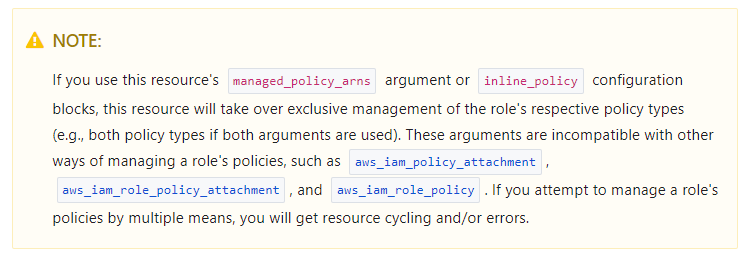 NOTE:
If you use this resource's managed_policy_arns argument or inline_policy configuration
blocks, this resource will take over exclusive management of the role's respective policy types
(e.g., both policy types if both arguments are used). These arguments are incompatible with other
ways of managing a role's policies, such as aws_iam_policy_attachment ,
aws_iam_role_policy_attachment , and aws_iam_role_policy . If you attempt to manage a role's
policies by multiple means, you will get resource cycling and/or errors.